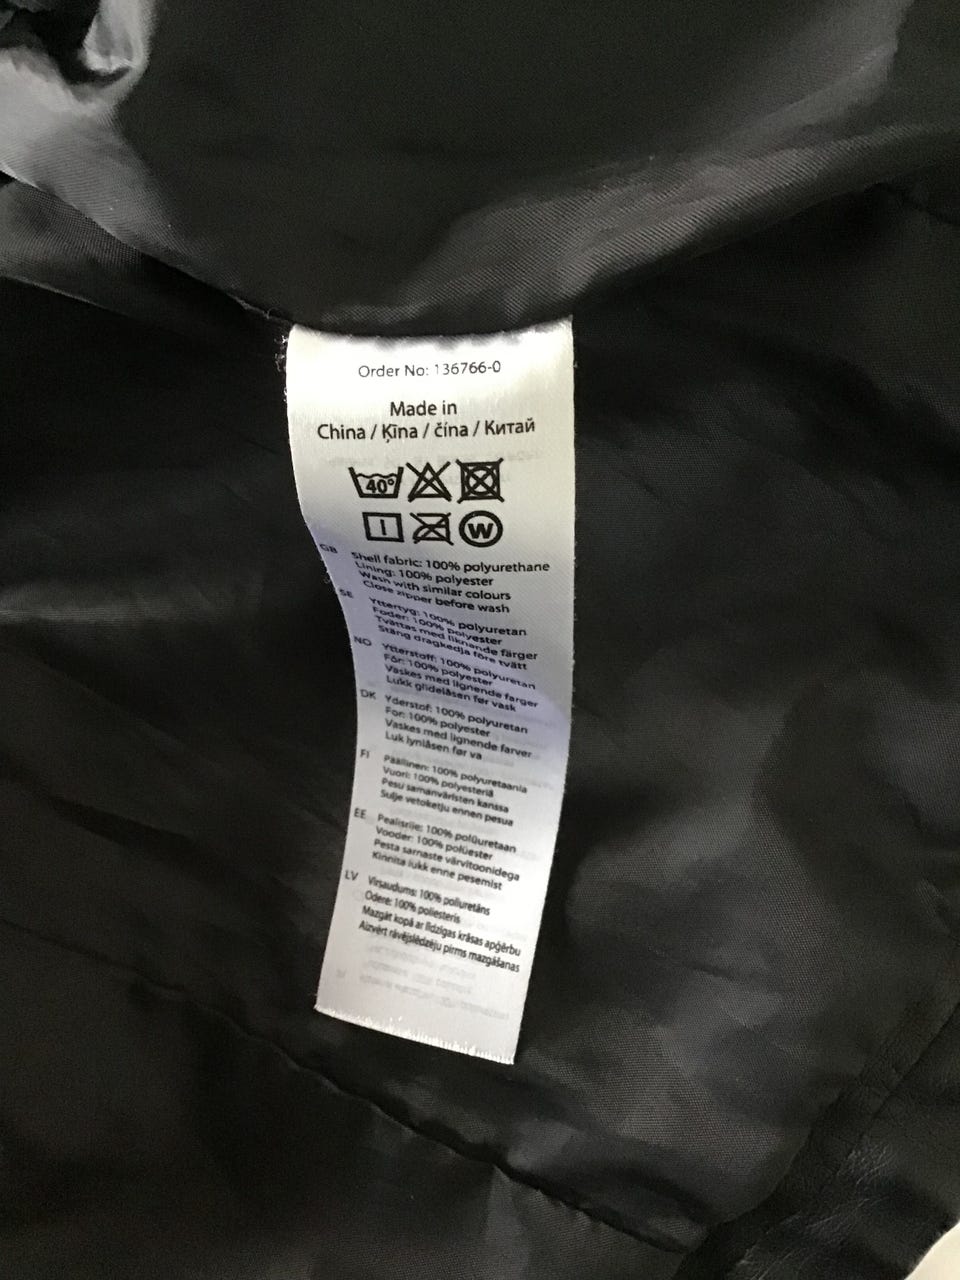 Order No: 136766-0
Made in
China / Ķīna / čína / Китай
40°
W
GB Shell fabric: 100% polyurethane
Lining: 100% polyester
Wash with similar colours
Close zipper before wash
SE Yttertyg: 100% polyuretan
Foder: 100% polyester
Tvättas med liknande färger
Stäng dragkedja före tvätt
NO Ytterstoff: 100% polyuretan
Fôr: 100% polyester
Vaskes med lignende farger
Lukk glidelåsen før vask
DK Yderstof: 100% polyuretan
For: 100% polyester
Vaskes med lignende farver
Luk lynlåsen før va
FI Päällinen: 100% polyuretaania
Vuori: 100% polyesteriä
Pesu samanväristen kanssa
Sulje vetoketju ennen pesua
EE Pealisriie: 100% polüuretaan
Vooder: 100% polüester
Pesta sarnaste värvitoonidega
Kinnita lukk enne pesemist
LV Virsaudums: 100% poliuretāns
Odere: 100% poliesteris
Mazgāt kopā ar līdzīgas krāsas apģērbu
Aizvērt rāvējslēdzēju pirms mazgāšanas